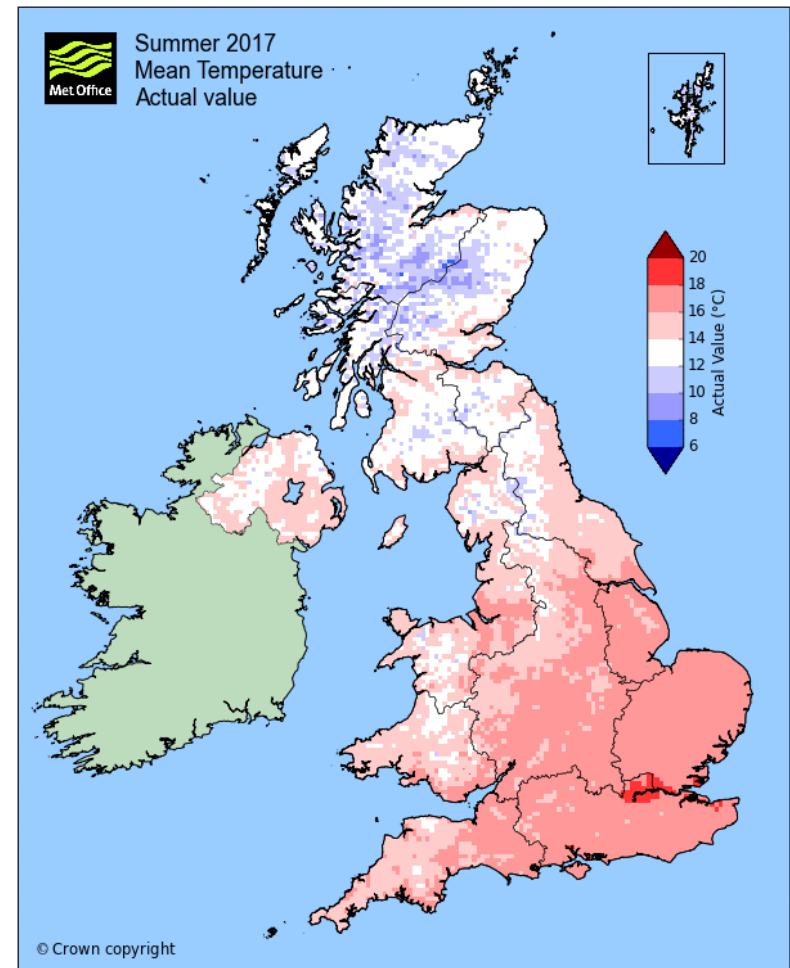 Summer 2017
Mean Temperature
Actual value
Met Office
20
18
16
14
12
10
8
6
Actual Value (°C)
© Crown copyright